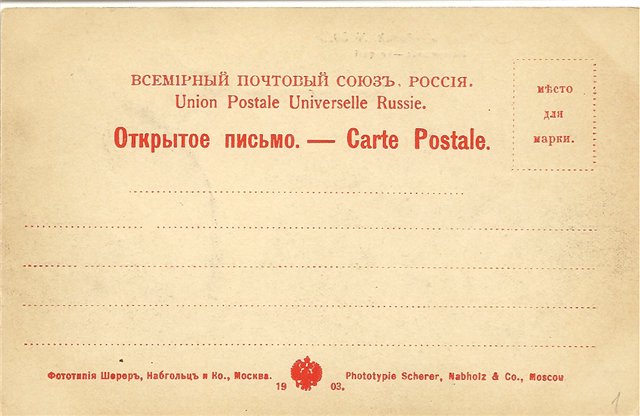 ВСЕМІРНЫЙ ПОЧТОВЫЙ СОЮЗЪ, РОССІЯ.
Union Postale Universelle Russie.
Открытое письмо. — Carte Postale.
мѣсто
для
марки.
Фототипія Шереръ, Набгольцъ и Ко., Москва.
Phototypie Scherer, Nabholz & Co., Moscou
19 03.
1